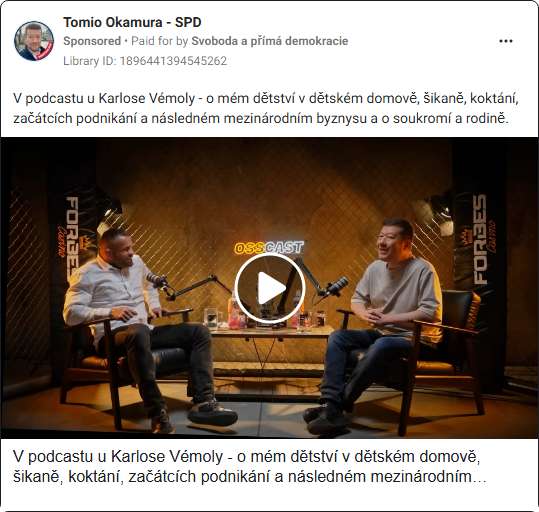 Tomio Okamura - SPD
Sponsored • Paid for by Svoboda a přímá demokracie
Library ID: 1896441394545262
V podcastu u Karlose Vémoly - o mém dětství v dětském domově, šikaně, koktání,
začátcích podnikání a následném mezinárodním byznysu a o soukromí a rodině.
FORBES
Casino
OSSCAST
FORBES
Casino
V podcastu u Karlose Vémoly - o mém dětství v dětském domově,
šikaně, koktání, začátcích podnikání a následném mezinárodním…